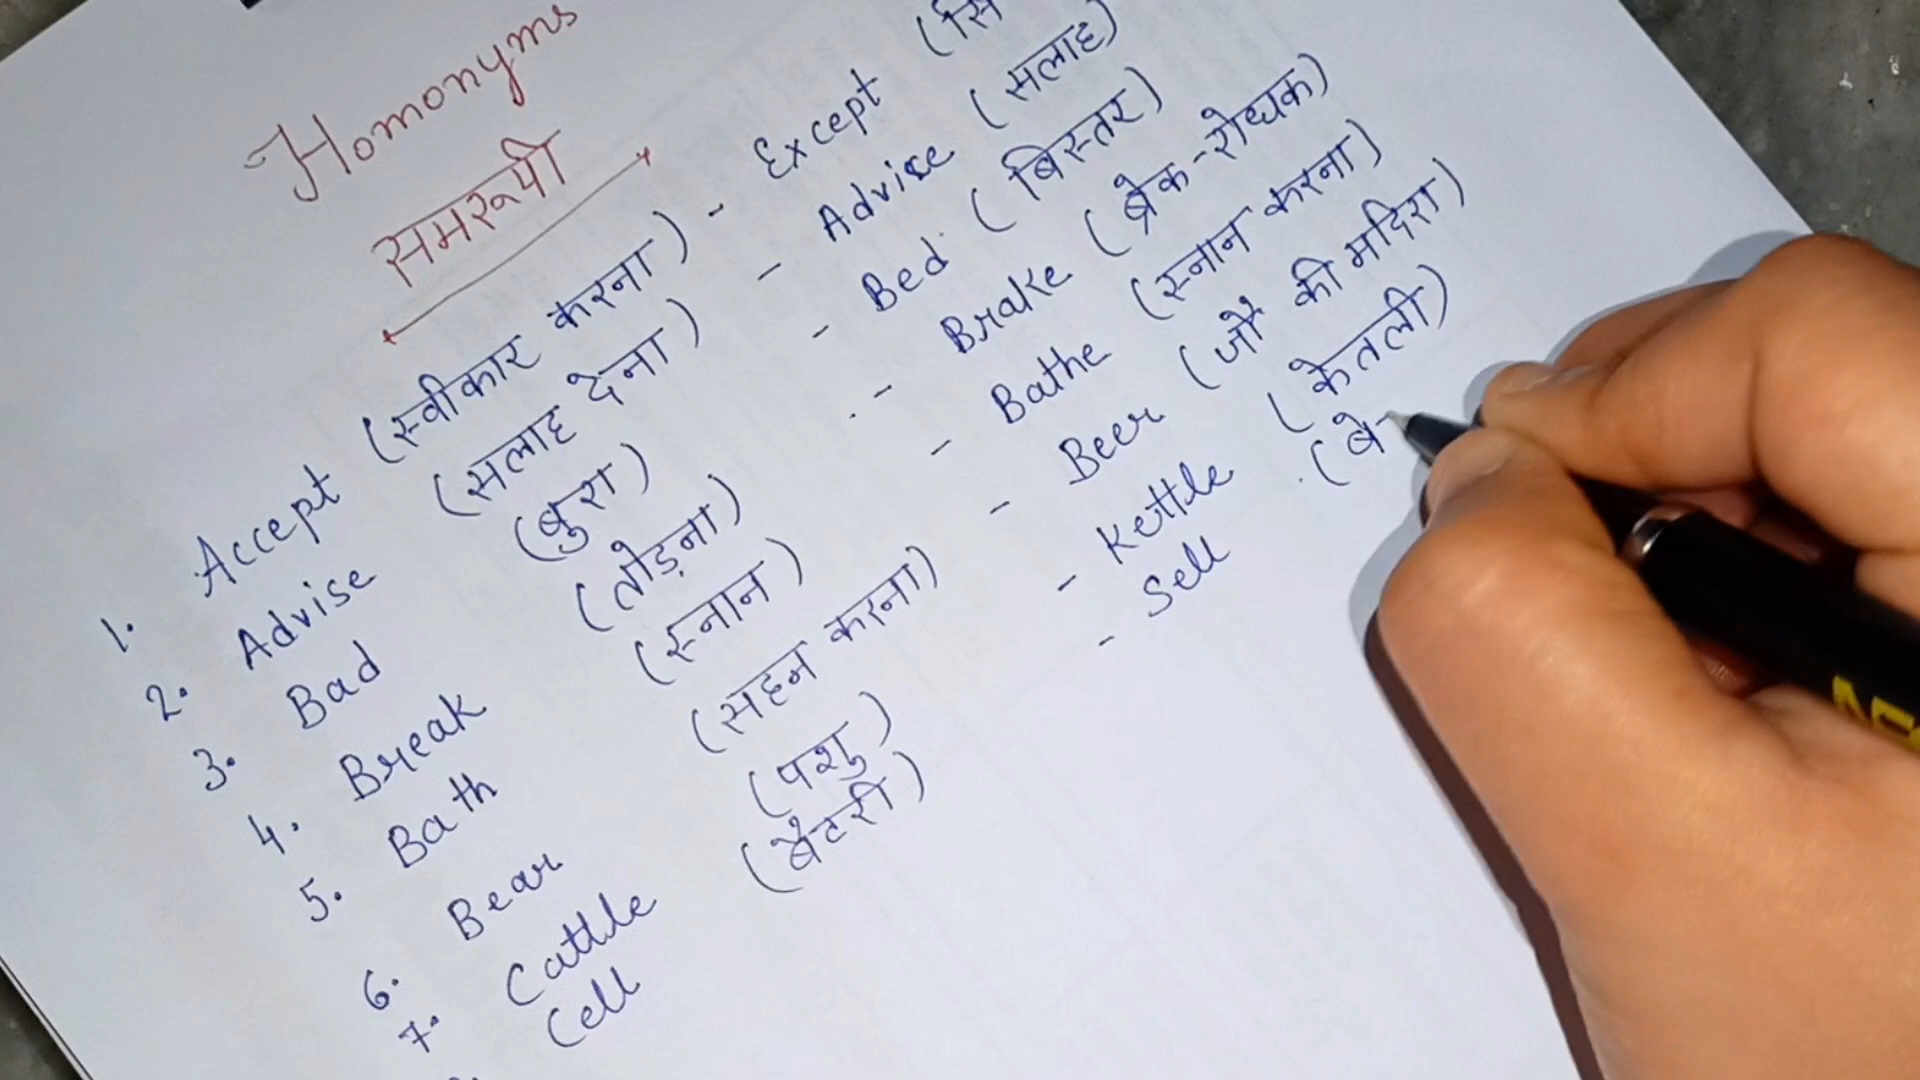 Homonyms
समरूपी
1. Accept (स्वीकार करना) - Except
2. Advise (सलाह देना) - Advice (सलाह)
3. Bad (बुरा) - Bed (बिस्तर)
4. Break (तोड़ना) - Brake (ब्रेक-रोधक)
5. Bath (स्नान) - Bathe (स्नान करना)
6. Bear (सहन करना) - Beer (जौ की मदिरा)
7. Cattle (पशु) - Kettle (केतली)
Cell (बैटरी) - Sell